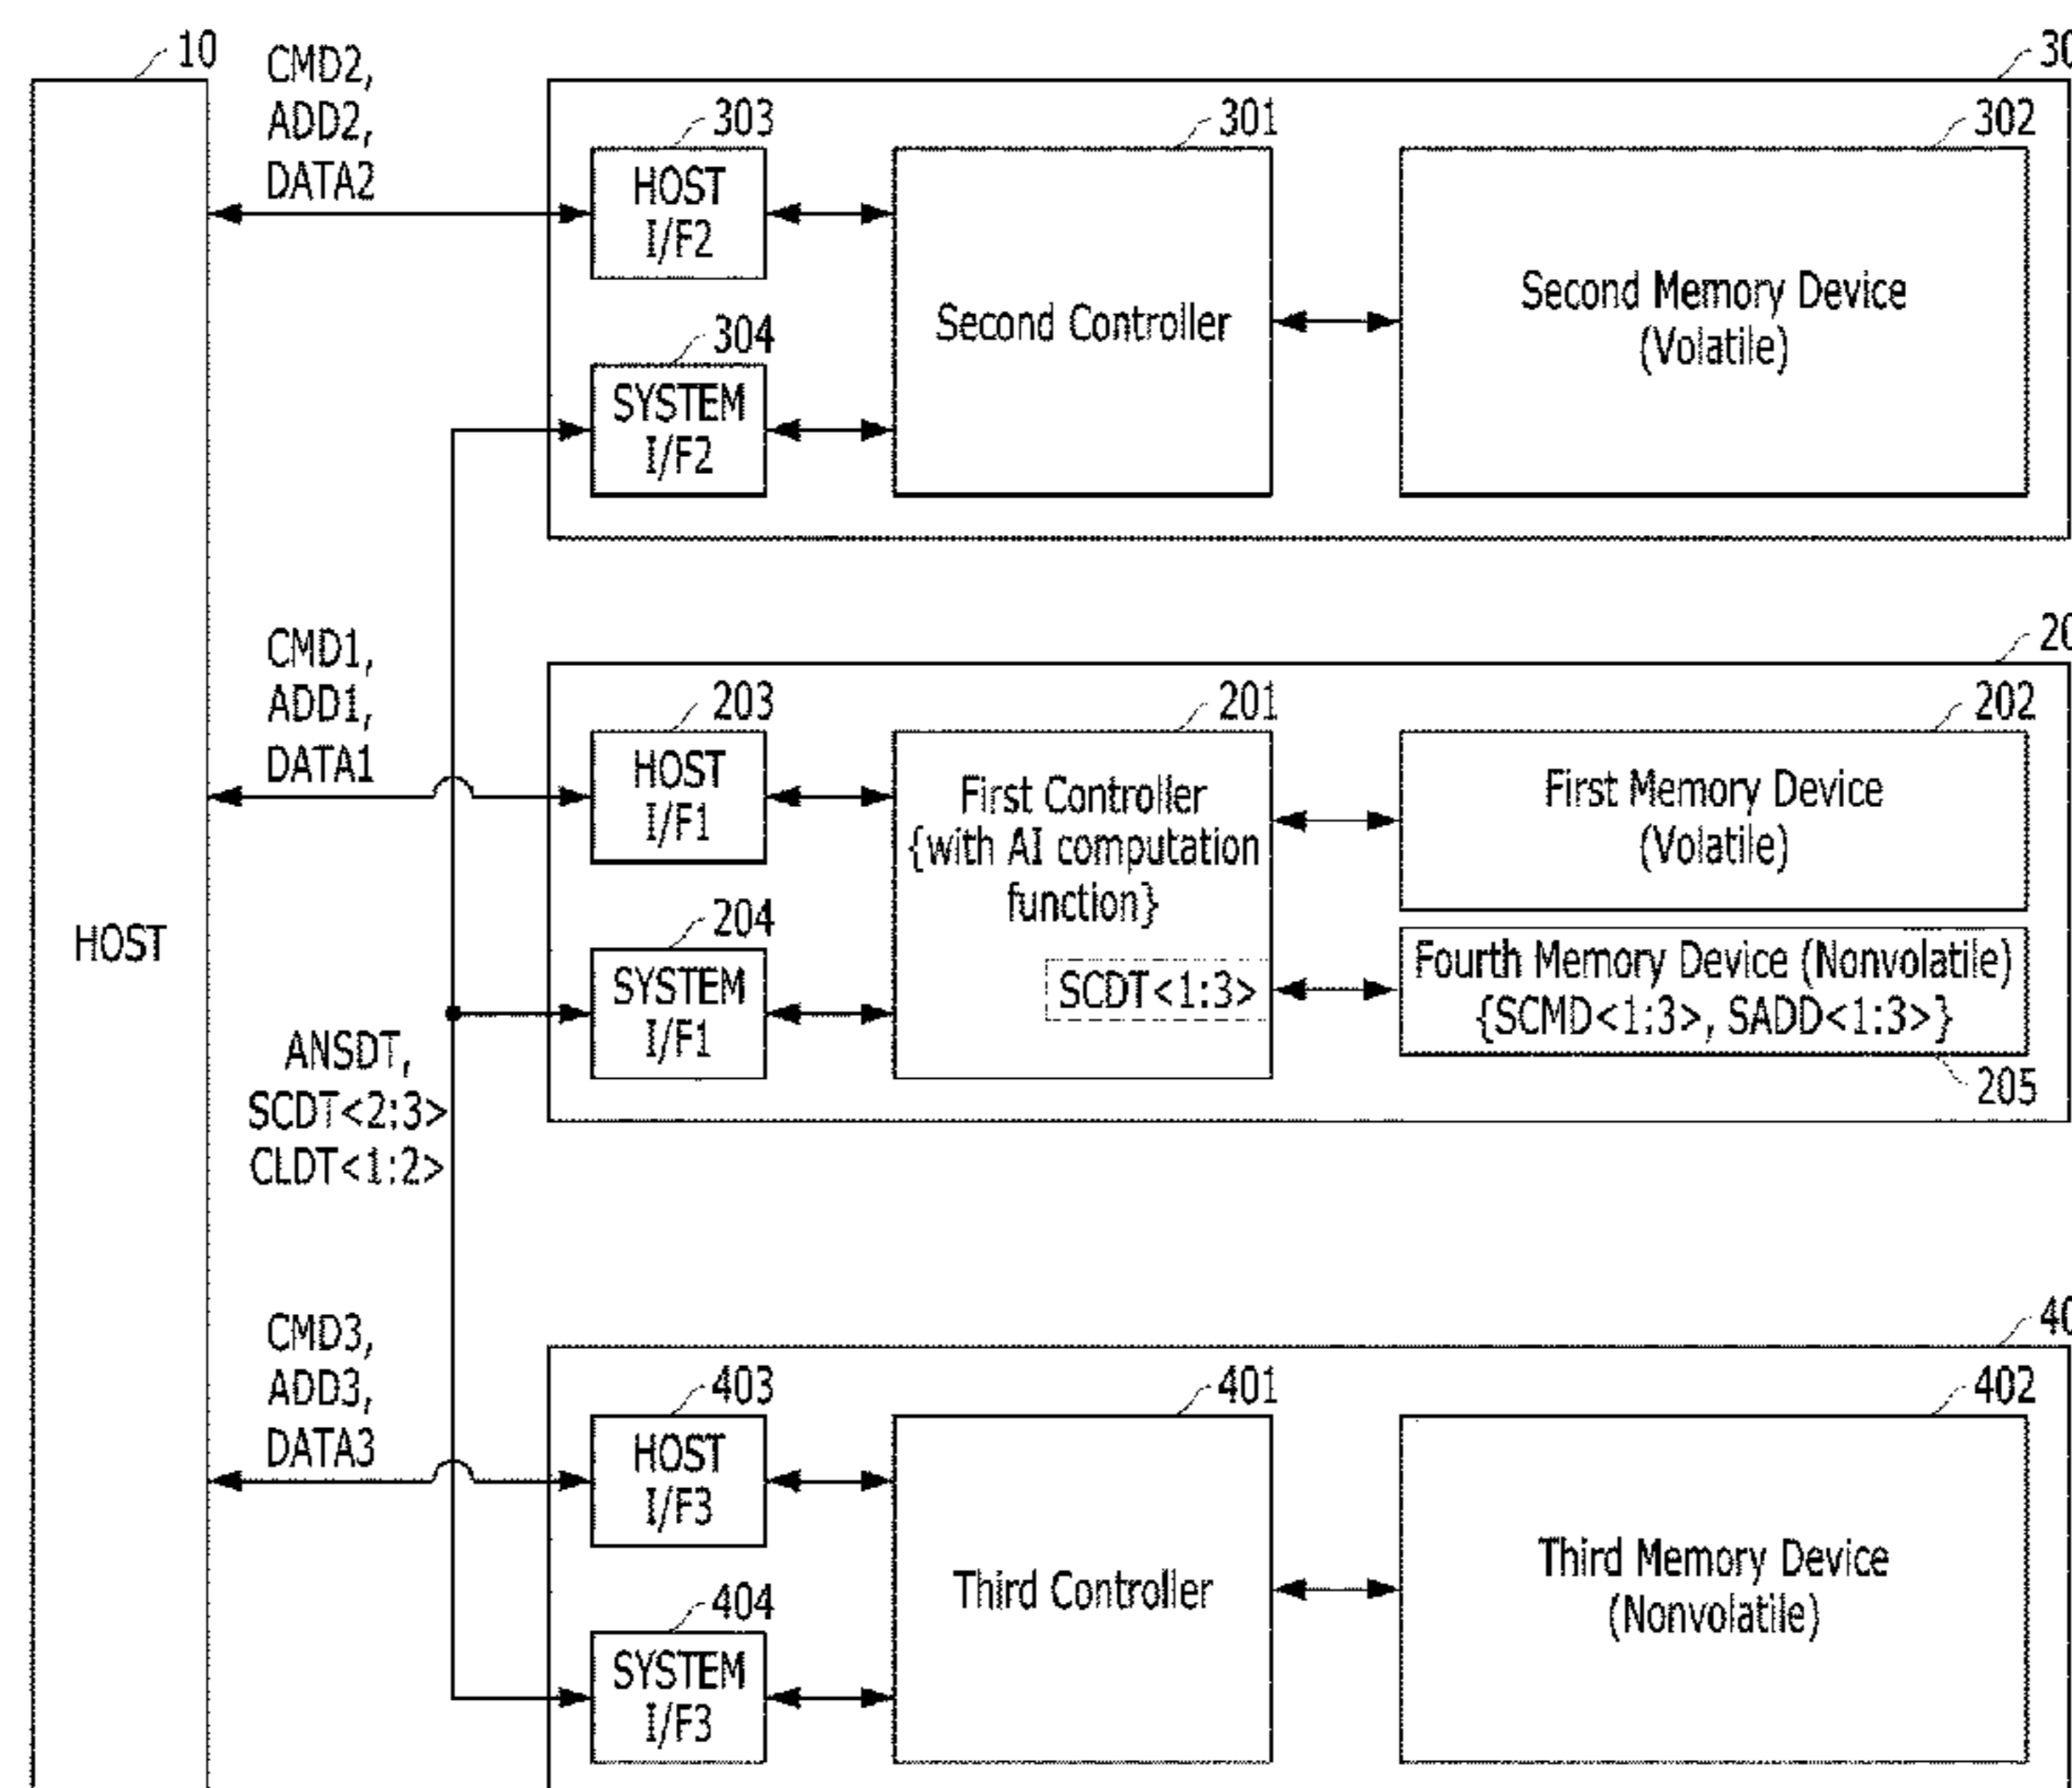 10
CMD2,
ADD2,
DATA2
30
303
301
302
HOST
I/F2
Second Controller
Second Memory Device
(Volatile)
304
SYSTEM
I/F2
CMD1,
ADD1,
DATA1
20
203
201
202
HOST
I/F1
First Controller
{with AI computation
function}
First Memory Device
(Volatile)
204
HOST
SYSTEM
I/F1
SCDT<1:3>
Fourth Memory Device (Nonvolatile)
{SCMD<1:3>, SADD<1:3>}
205
ANSDT,
SCDT<2:3>
CLDT<1:2>
CMD3,
ADD3,
DATA3
40
403
401
402
HOST
I/F3
Third Controller
Third Memory Device
(Nonvolatile)
404
SYSTEM
I/F3